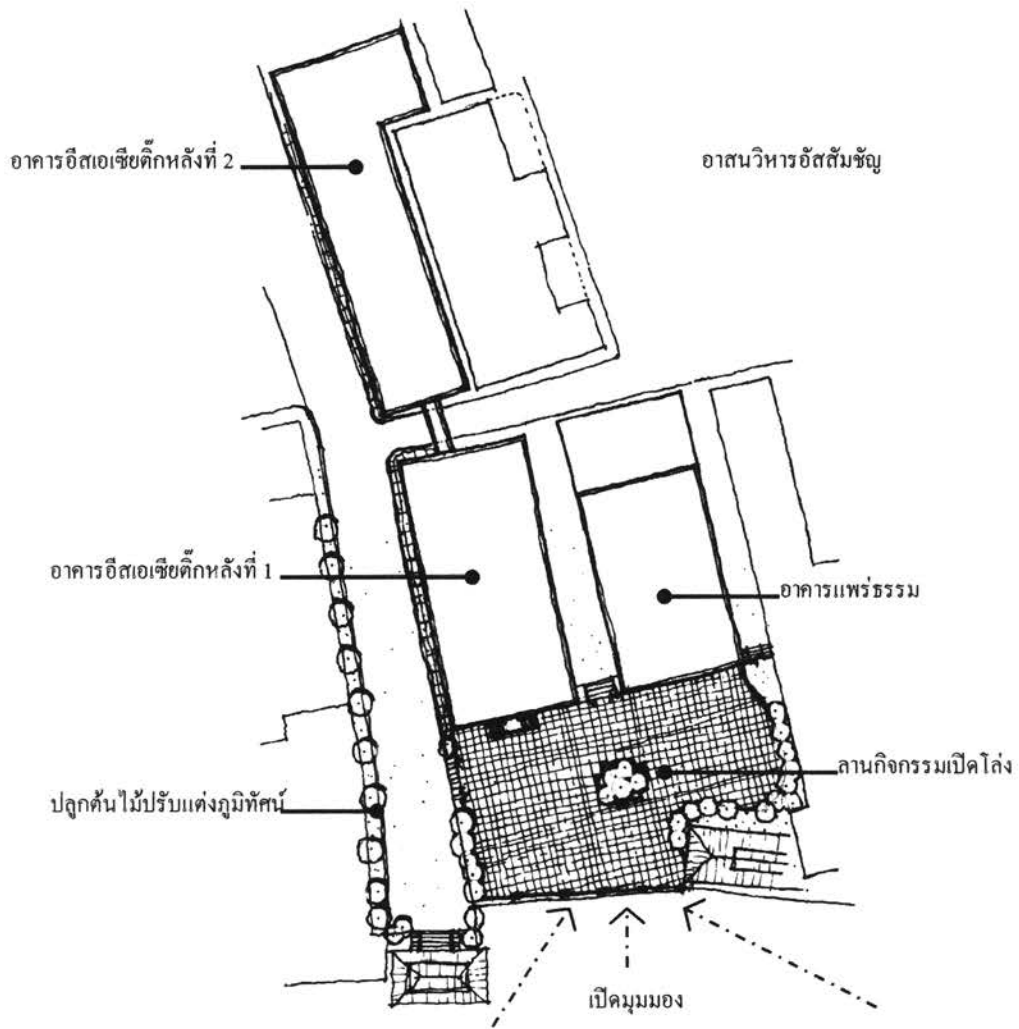 อาคารอีสเอเซียติ๊กหลังที่ 2
อาสนวิหารอัสสัมชัญ
อาคารอีสเอเซียติ๊กหลังที่ 1
อาคารแพร่ธรรม
ลานกิจกรรมเปิดโล่ง
ปลูกต้นไม้ปรับแต่งภูมิทัศน์
เปิดมุมมอง